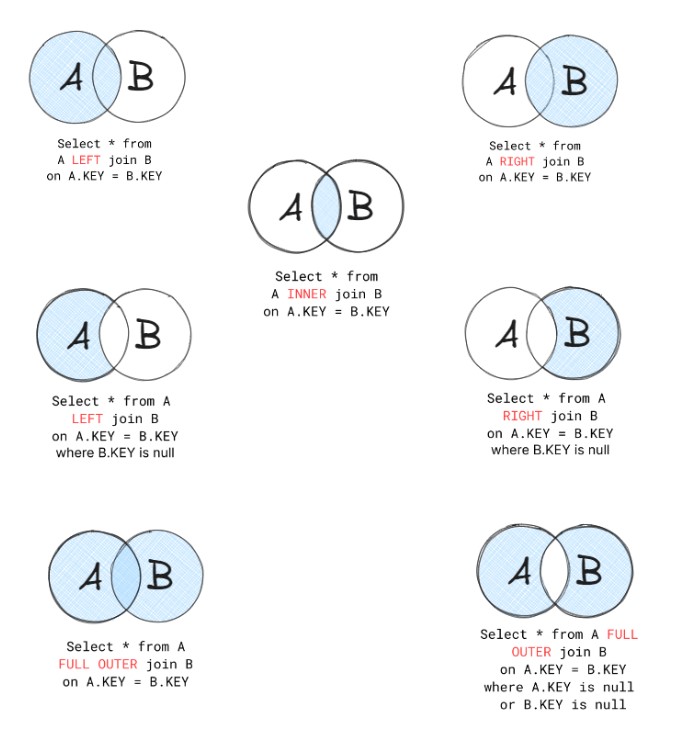 A B
Select * from
A LEFT join B
on A.KEY = B.KEY
A B
Select * from
A RIGHT join B
on A.KEY = B.KEY
A B
Select * from
A INNER join B
on A.KEY = B.KEY
A B
Select * from A
LEFT join B
on A.KEY = B.KEY
where B.KEY is null
A B
Select * from A
RIGHT join B
on A.KEY = B.KEY
where B.KEY is null
A B
Select * from A
FULL OUTER join B
on A.KEY = B.KEY
A B
Select * from A FULL
OUTER join B
on A.KEY = B.KEY
where A.KEY is null
or B.KEY is null